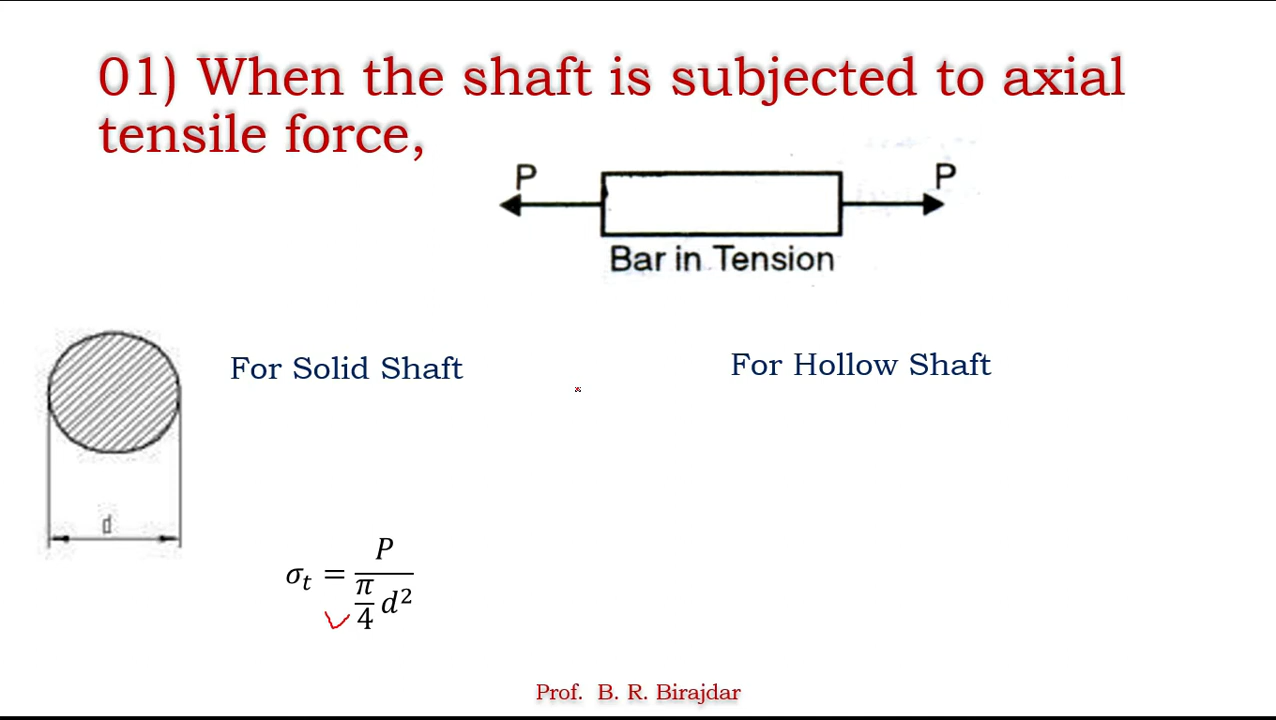 01) When the shaft is subjected to axial
tensile force,
P P
Bar in Tension
For Solid Shaft
For Hollow Shaft
d
σₜ = P / (π/4 d²)
Prof. B. R. Birajdar